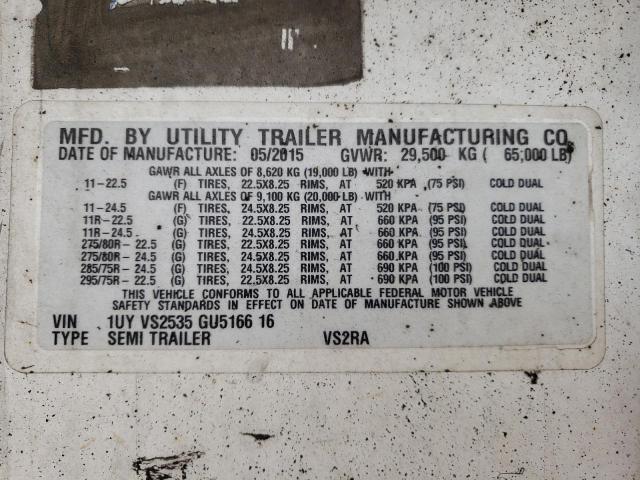 MFD. BY UTILITY TRAILER MANUFACTURING CO.
DATE OF MANUFACTURE: 05/2015 GVWR: 29,500 KG ( 65,000 LB)
GAWR ALL AXLES OF 8,620 KG (19,000 LB) WITH
11-22.5 (F) TIRES, 22.5X8.25 RIMS, AT 520 KPA (75 PSI) COLD DUAL
GAWR ALL AXLES OF 9,100 KG (20,000 LB) WITH
11-24.5 (F) TIRES, 24.5X8.25 RIMS, AT 520 KPA (75 PSI) COLD DUAL
11R-22.5 (G) TIRES, 22.5X8.25 RIMS, AT 660 KPA (95 PSI) COLD DUAL
11R-24.5 (G) TIRES, 24.5X8.25 RIMS, AT 660 KPA (95 PSI) COLD DUAL
275/80R-22.5 (G) TIRES, 22.5X8.25 RIMS, AT 660 KPA (95 PSI) COLD DUAL
275/80R-24.5 (G) TIRES, 24.5X8.25 RIMS, AT 660 KPA (95 PSI) COLD DUAL
285/75R-24.5 (G) TIRES, 24.5X8.25 RIMS, AT 690 KPA (100 PSI) COLD DUAL
295/75R-22.5 (G) TIRES, 22.5X8.25 RIMS, AT 690 KPA (100 PSI) COLD DUAL
THIS VEHICLE CONFORMS TO ALL APPLICABLE FEDERAL MOTOR VEHICLE
SAFETY STANDARDS IN EFFECT ON DATE OF MANUFACTURE SHOWN ABOVE
VIN 1UY VS2535 GU5166 16
TYPE SEMI TRAILER VS2RA